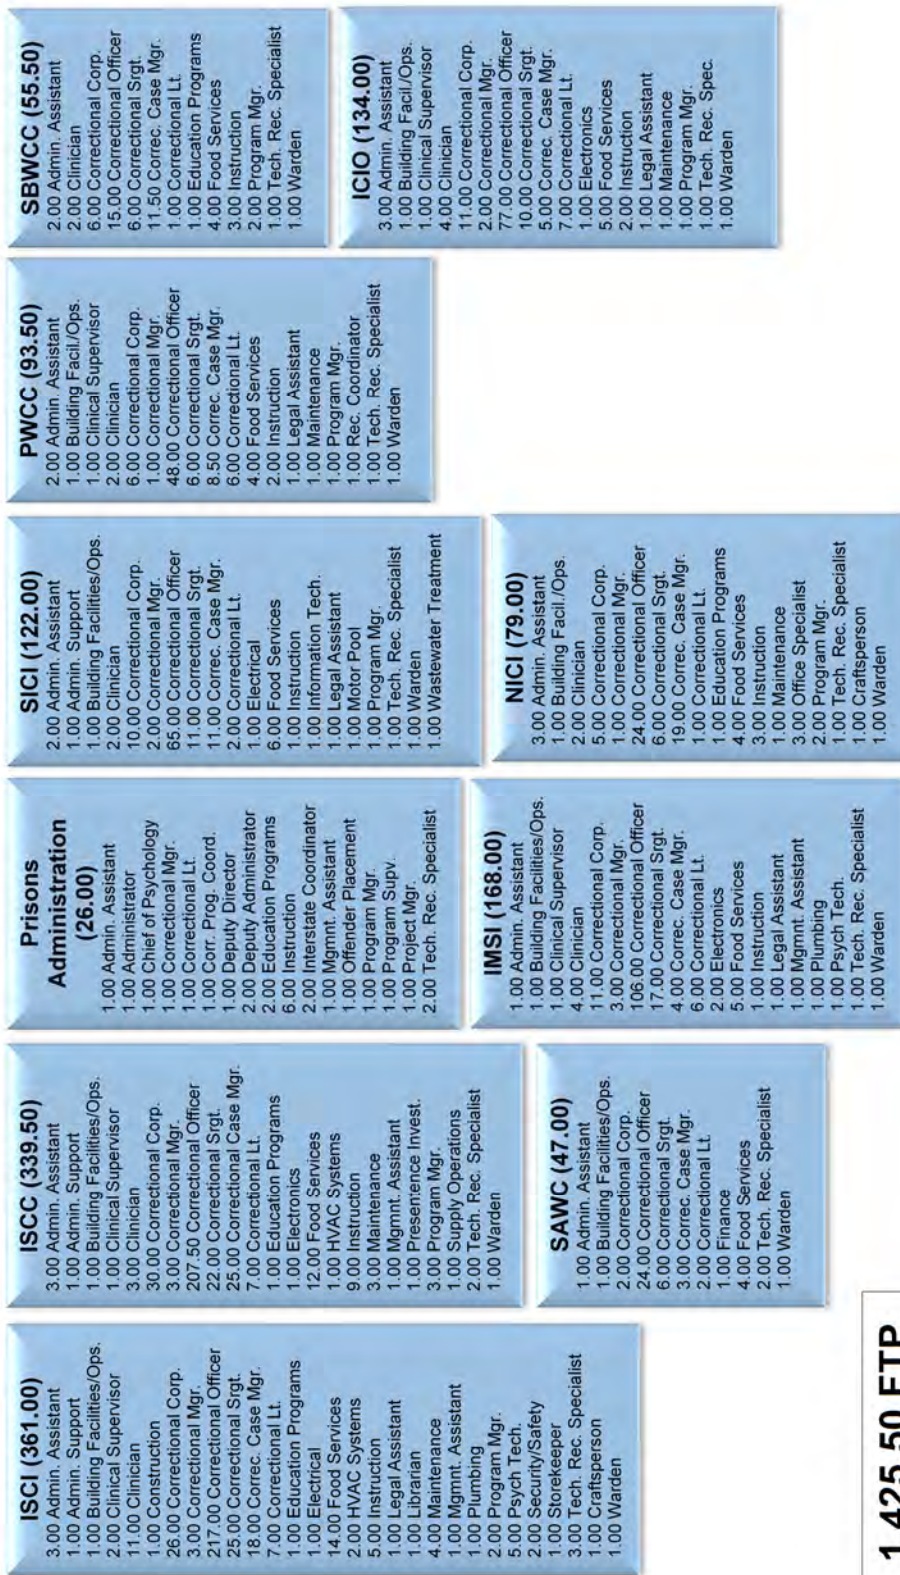 ISCI (361.00)
3.00 Admin. Assistant
1.00 Admin. Support
1.00 Building Facilities/Ops.
2.00 Clinical Supervisor
11.00 Clinician
1.00 Construction
26.00 Correctional Corp.
3.00 Correctional Mgr.
217.00 Correctional Officer
25.00 Correctional Srgt.
18.00 Correc. Case Mgr.
7.00 Correctional Lt.
1.00 Education Programs
1.00 Electrical
14.00 Food Services
2.00 HVAC Systems
5.00 Instruction
1.00 Legal Assistant
1.00 Librarian
4.00 Maintenance
1.00 Mgmnt. Assistant
1.00 Plumbing
2.00 Program Mgr.
5.00 Psych Tech.
2.00 Security/Safety
1.00 Storekeeper
3.00 Tech. Rec. Specialist
1.00 Craftsperson
1.00 Warden
ISCC (339.50)
3.00 Admin. Assistant
1.00 Admin. Support
1.00 Building Facilities/Ops.
1.00 Clinical Supervisor
3.00 Clinician
30.00 Correctional Corp.
3.00 Correctional Mgr.
207.50 Correctional Officer
22.00 Correctional Srgt.
25.00 Correctional Case Mgr.
7.00 Correctional Lt.
1.00 Education Programs
1.00 Electronics
12.00 Food Services
1.00 HVAC Systems
9.00 Instruction
3.00 Maintenance
1.00 Mgmnt. Assistant
1.00 Presentence Invest.
3.00 Program Mgr.
1.00 Supply Operations
2.00 Tech. Rec. Specialist
1.00 Warden
Prisons
Administration
(26.00)
1.00 Admin. Assistant
1.00 Administrator
1.00 Chief of Psychology
1.00 Correctional Mgr.
1.00 Correctional Lt.
1.00 Corr. Prog. Coord.
1.00 Deputy Director
2.00 Deputy Administrator
2.00 Education Programs
6.00 Instruction
2.00 Interstate Coordinator
1.00 Mgmnt. Assistant
1.00 Offender Placement
1.00 Program Mgr.
1.00 Program Supv.
1.00 Project Mgr.
2.00 Tech. Rec. Specialist
SICI (122.00)
2.00 Admin. Assistant
1.00 Admin. Support
1.00 Building Facilities/Ops.
2.00 Clinician
10.00 Correctional Corp.
2.00 Correctional Mgr.
65.00 Correctional Officer
11.00 Correctional Srgt.
11.00 Correc. Case Mgr.
2.00 Correctional Lt.
1.00 Electrical
6.00 Food Services
1.00 Instruction
1.00 Information Tech.
1.00 Legal Assistant
1.00 Motor Pool
1.00 Program Mgr.
1.00 Tech. Rec. Specialist
1.00 Warden
1.00 Wastewater Treatment
PWCC (93.50)
2.00 Admin. Assistant
1.00 Building Facil./Ops.
1.00 Clinical Supervisor
2.00 Clinician
6.00 Correctional Corp.
1.00 Correctional Mgr.
48.00 Correctional Officer
6.00 Correctional Srgt.
8.50 Correc. Case Mgr.
6.00 Correctional Lt.
4.00 Food Services
2.00 Instruction
1.00 Legal Assistant
1.00 Maintenance
1.00 Program Mgr.
1.00 Rec. Coordinator
1.00 Tech. Rec. Specialist
1.00 Warden
SBWCC (55.50)
2.00 Admin. Assistant
2.00 Clinician
6.00 Correctional Corp.
15.00 Correctional Officer
6.00 Correctional Srgt.
11.50 Correc. Case Mgr.
1.00 Correctional Lt.
1.00 Education Programs
4.00 Food Services
3.00 Instruction
2.00 Program Mgr.
1.00 Tech. Rec. Specialist
1.00 Warden
SAWC (47.00)
1.00 Admin. Assistant
1.00 Building Facilities/Ops.
2.00 Correctional Corp.
24.00 Correctional Officer
6.00 Correctional Srgt.
3.00 Correc. Case Mgr.
2.00 Correctional Lt.
1.00 Finance
4.00 Food Services
2.00 Tech. Rec. Specialist
1.00 Warden
IMSI (168.00)
1.00 Admin. Assistant
1.00 Building Facilities/Ops.
1.00 Clinical Supervisor
4.00 Clinician
11.00 Correctional Corp.
3.00 Correctional Mgr.
106.00 Correctional Officer
17.00 Correctional Srgt.
4.00 Correc. Case Mgr.
6.00 Correctional Lt.
2.00 Electronics
5.00 Food Services
1.00 Instruction
1.00 Legal Assistant
1.00 Mgmnt. Assistant
1.00 Plumbing
1.00 Psych Tech.
1.00 Tech. Rec. Specialist
1.00 Warden
NICI (79.00)
3.00 Admin. Assistant
1.00 Building Facil./Ops.
2.00 Clinician
5.00 Correctional Corp.
1.00 Correctional Mgr.
24.00 Correctional Officer
6.00 Correctional Srgt.
19.00 Correc. Case Mgr.
1.00 Correctional Lt.
1.00 Education Programs
4.00 Food Services
3.00 Instruction
1.00 Maintenance
3.00 Office Specialist
2.00 Program Mgr.
1.00 Tech. Rec. Specialist
1.00 Craftsperson
1.00 Warden
ICIO (134.00)
3.00 Admin. Assistant
1.00 Building Facil./Ops.
1.00 Clinical Supervisor
4.00 Clinician
11.00 Correctional Corp.
2.00 Correctional Mgr.
77.00 Correctional Officer
10.00 Correctional Srgt.
5.00 Correc. Case Mgr.
7.00 Correctional Lt.
1.00 Electronics
5.00 Food Services
2.00 Instruction
1.00 Legal Assistant
1.00 Maintenance
1.00 Program Mgr.
1.00 Tech. Rec. Spec.
1.00 Warden
1,425.50 FTP